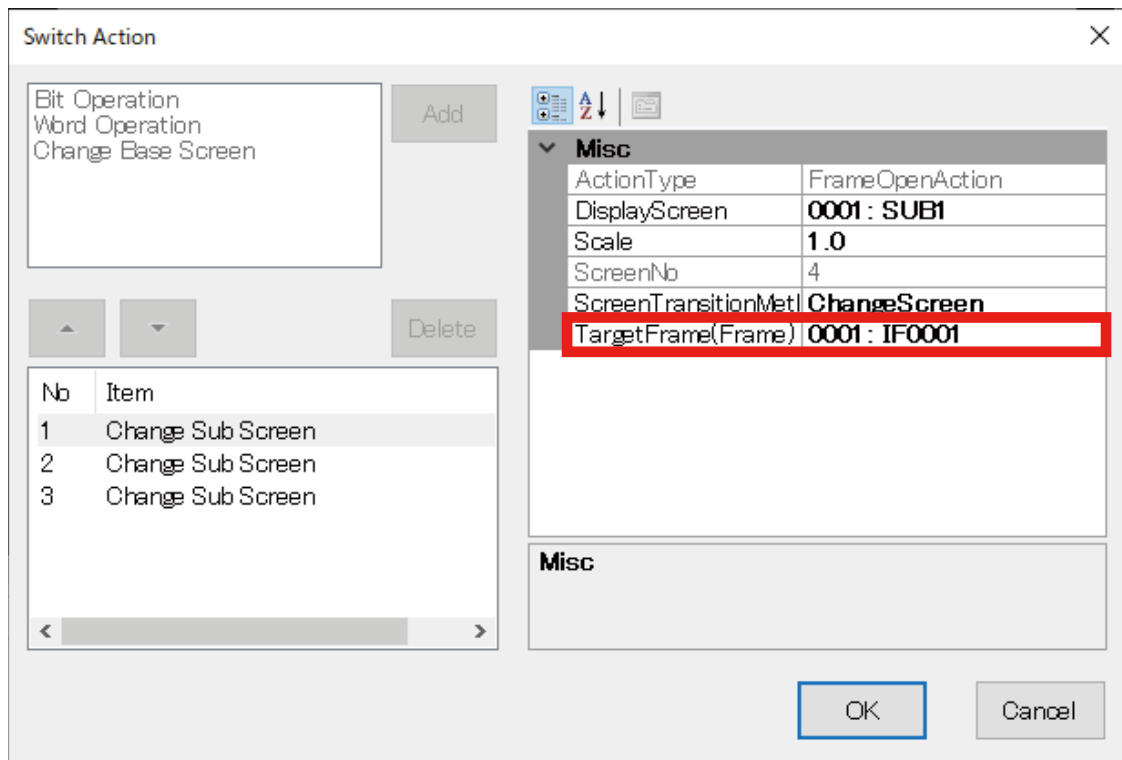 Switch Action
Bit Operation
Word Operation
Change Base Screen
Add
Delete
No Item
1 Change Sub Screen
2 Change Sub Screen
3 Change Sub Screen
Misc
ActionType FrameOpenAction
DisplayScreen 0001 : SUB1
Scale 1.0
ScreenNo 4
ScreenTransitionMetl ChangeScreen
TargetFrame(Frame) 0001 : IF0001
Misc
OK Cancel